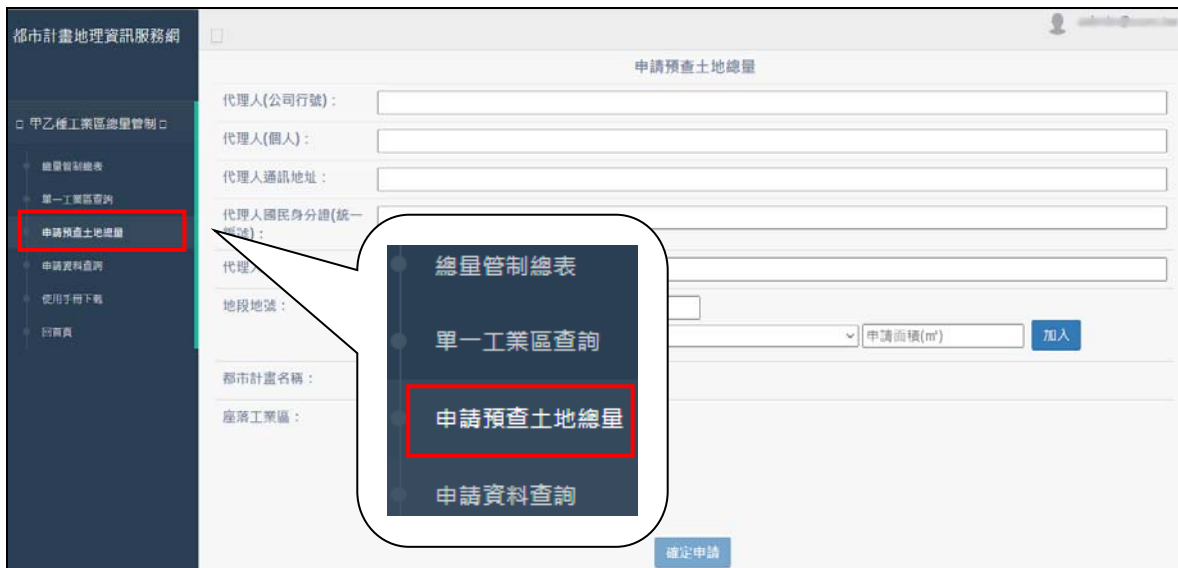 都市計畫地理資訊服務網
甲乙種工業區總量管制
總量管制總表
單一工業區查詢
申請預查土地總量
申請資料查詢
使用手冊下載
回首頁
申請預查土地總量
代理人(公司行號)：
代理人(個人)：
代理人通訊地址：
代理人國民身分證(統一
編號)：
代理
地段地號：
申請面積(㎡)
加入
都市計畫名稱：
座落工業區：
確定申請
總量管制總表
單一工業區查詢
申請預查土地總量
申請資料查詢